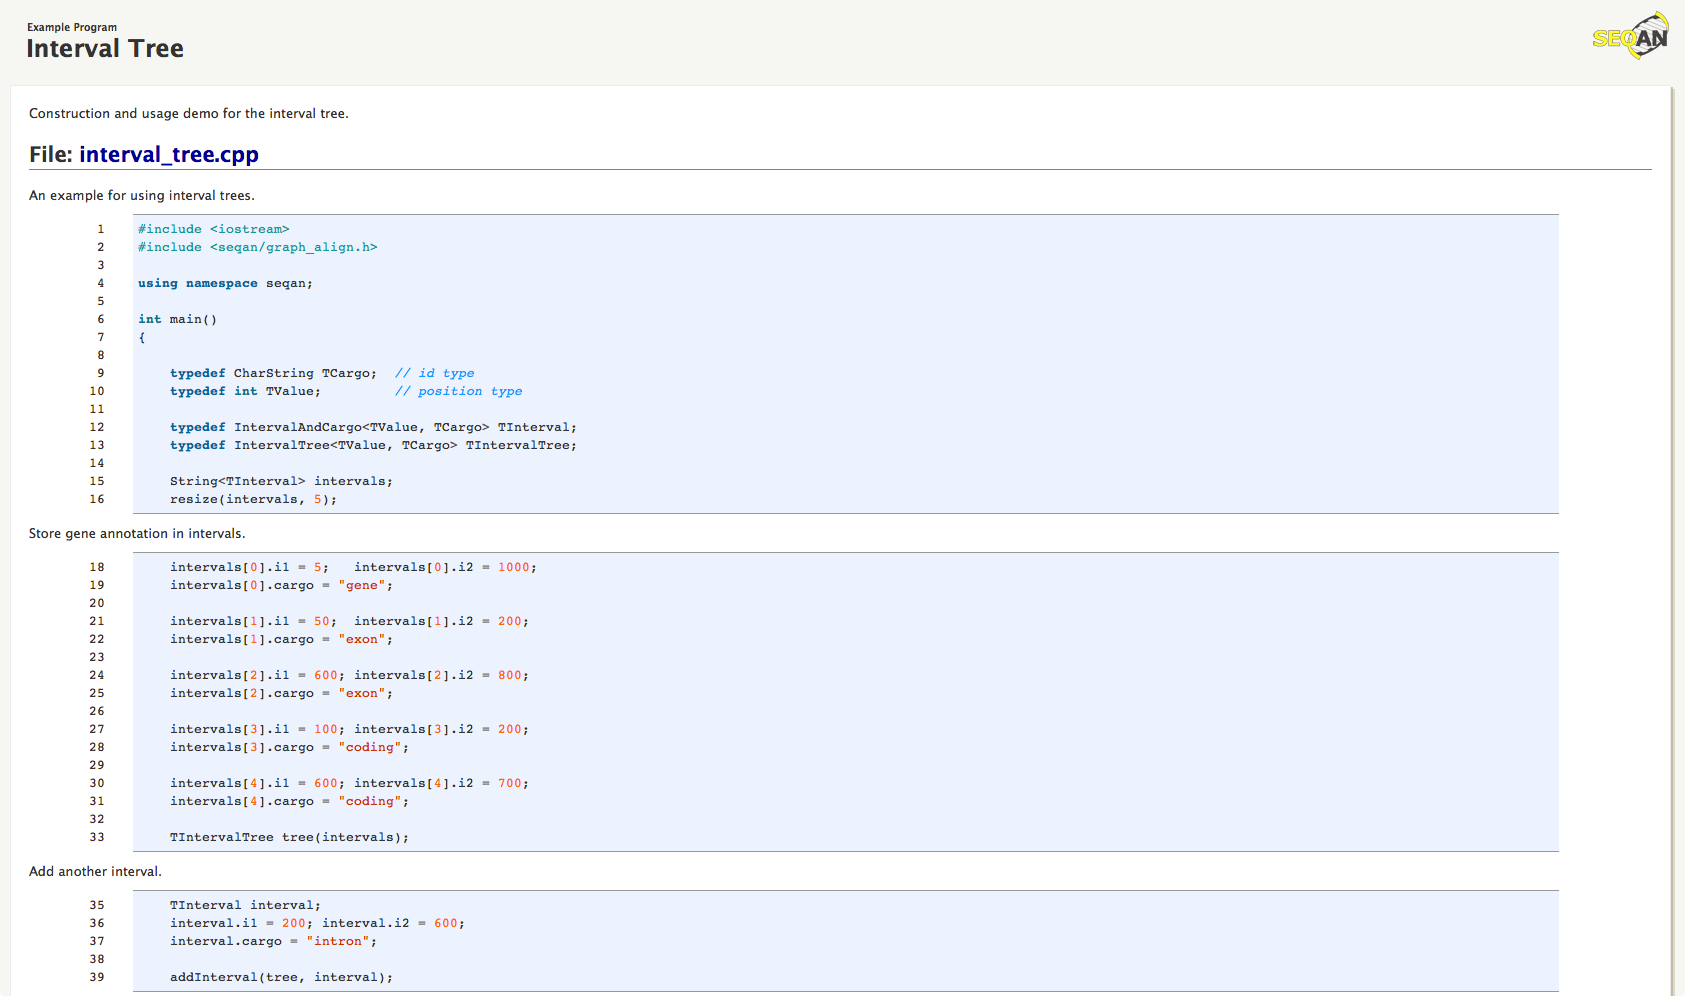 Example Program
Interval Tree
SEQAN
Construction and usage demo for the interval tree.
File: interval_tree.cpp
An example for using interval trees.
1 #include <iostream>
2 #include <seqan/graph_align.h>
3
4 using namespace seqan;
5
6 int main()
7 {
8
9 typedef CharString TCargo; // id type
10 typedef int TValue; // position type
11
12 typedef IntervalAndCargo<TValue, TCargo> TInterval;
13 typedef IntervalTree<TValue, TCargo> TIntervalTree;
14
15 String<TInterval> intervals;
16 resize(intervals, 5);
Store gene annotation in intervals.
18 intervals[0].i1 = 5; intervals[0].i2 = 1000;
19 intervals[0].cargo = "gene";
20
21 intervals[1].i1 = 50; intervals[1].i2 = 200;
22 intervals[1].cargo = "exon";
23
24 intervals[2].i1 = 600; intervals[2].i2 = 800;
25 intervals[2].cargo = "exon";
26
27 intervals[3].i1 = 100; intervals[3].i2 = 200;
28 intervals[3].cargo = "coding";
29
30 intervals[4].i1 = 600; intervals[4].i2 = 700;
31 intervals[4].cargo = "coding";
32
33 TIntervalTree tree(intervals);
Add another interval.
35 TInterval interval;
36 interval.i1 = 200; interval.i2 = 600;
37 interval.cargo = "intron";
38
39 addInterval(tree, interval);